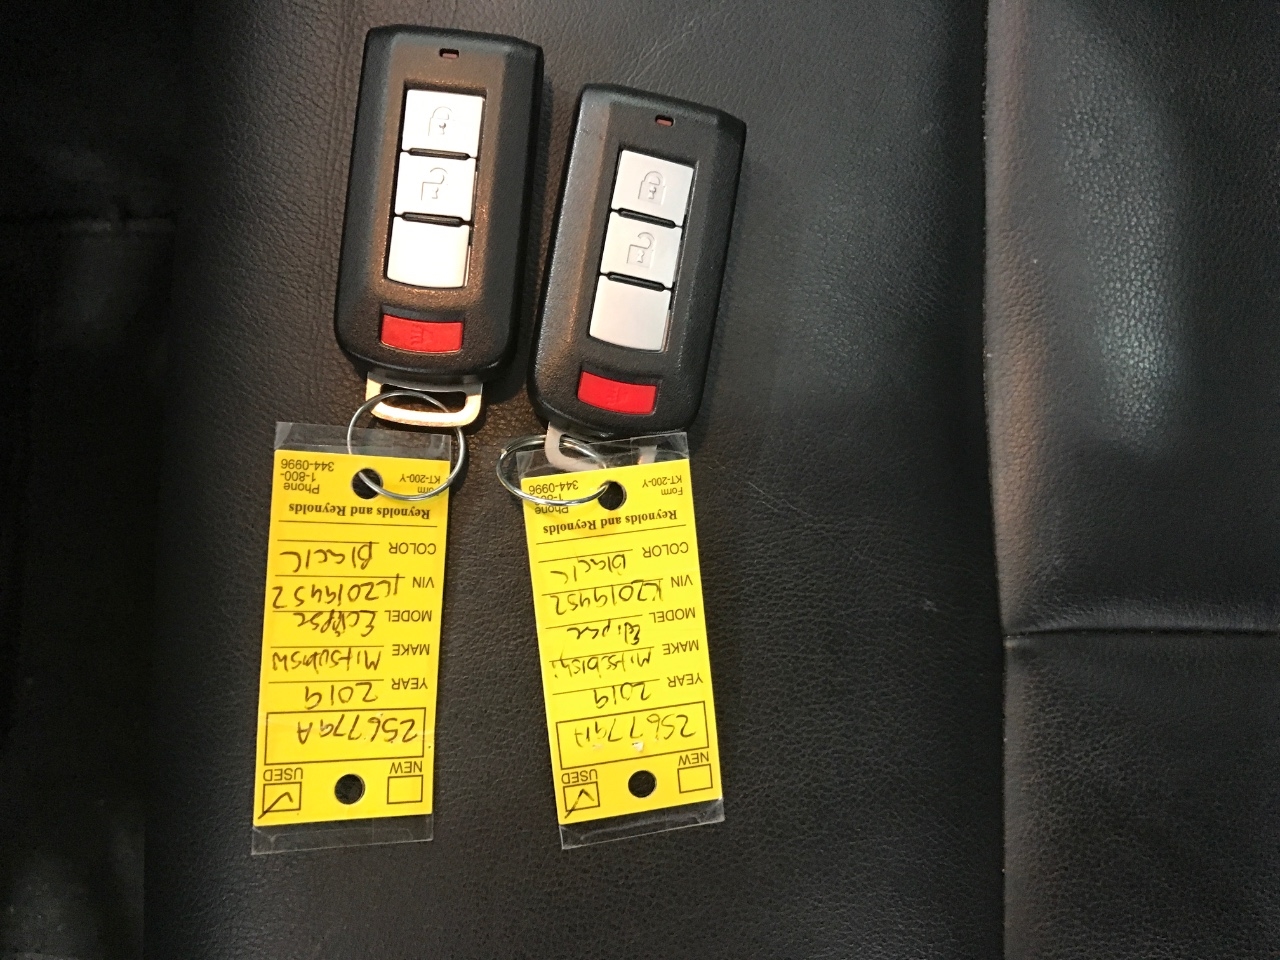 NEW USED
256779A
YEAR 2019
MAKE Mitsubishi
MODEL Eclipse
VIN KZ019452
COLOR Black
Reynolds and Reynolds
Form Phone
KT-200-Y 1-800-
344-0996
NEW USED
256779A
YEAR 2019
MAKE Mitsubishi
MODEL Eclipse
VIN KZ019452
COLOR Black
Reynolds and Reynolds
Form Phone
KT-200-Y
344-0996